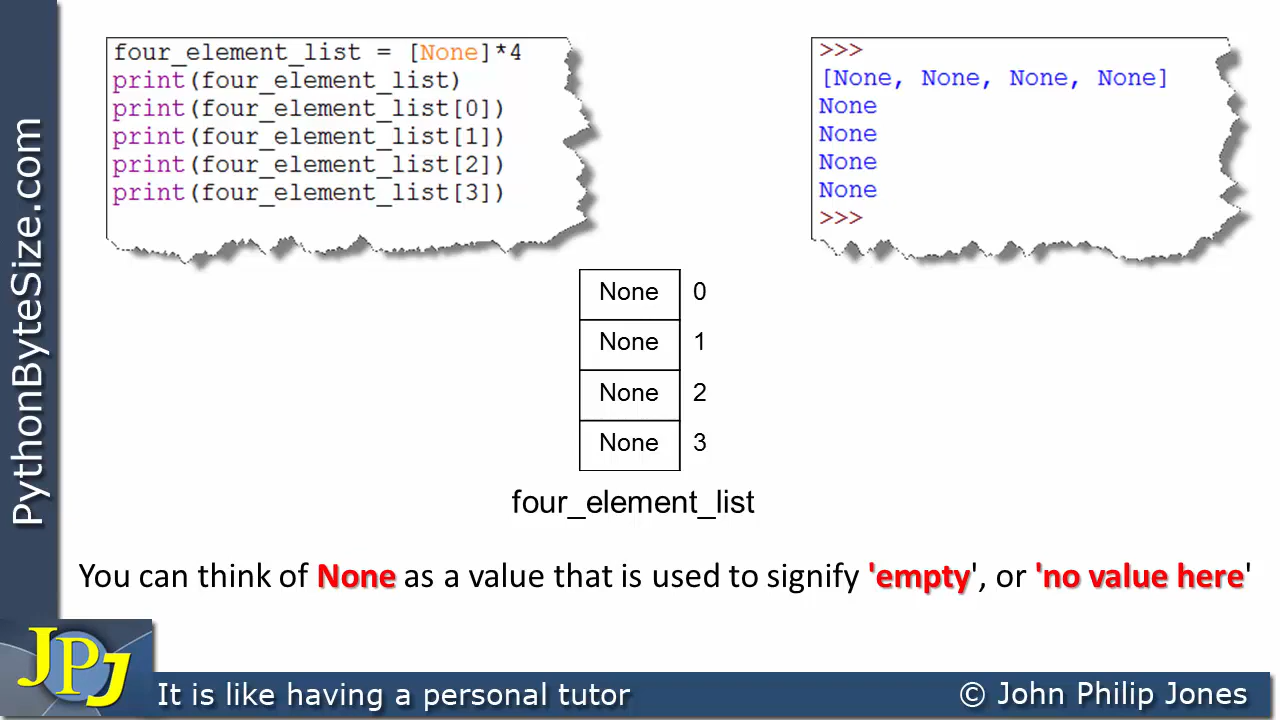 four_element_list = [None]*4
print(four_element_list)
print(four_element_list[0])
print(four_element_list[1])
print(four_element_list[2])
print(four_element_list[3])
>>>
[None, None, None, None]
None
None
None
None
>>>
None 0
None 1
None 2
None 3
four_element_list
You can think of None as a value that is used to signify 'empty', or 'no value here'
PythonByteSize.com
JPJ
It is like having a personal tutor
© John Philip Jones